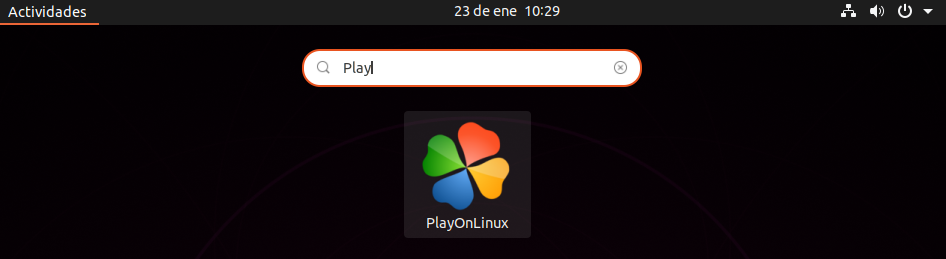 Actividades
23 de ene 10:29
Play
PlayOnLinux